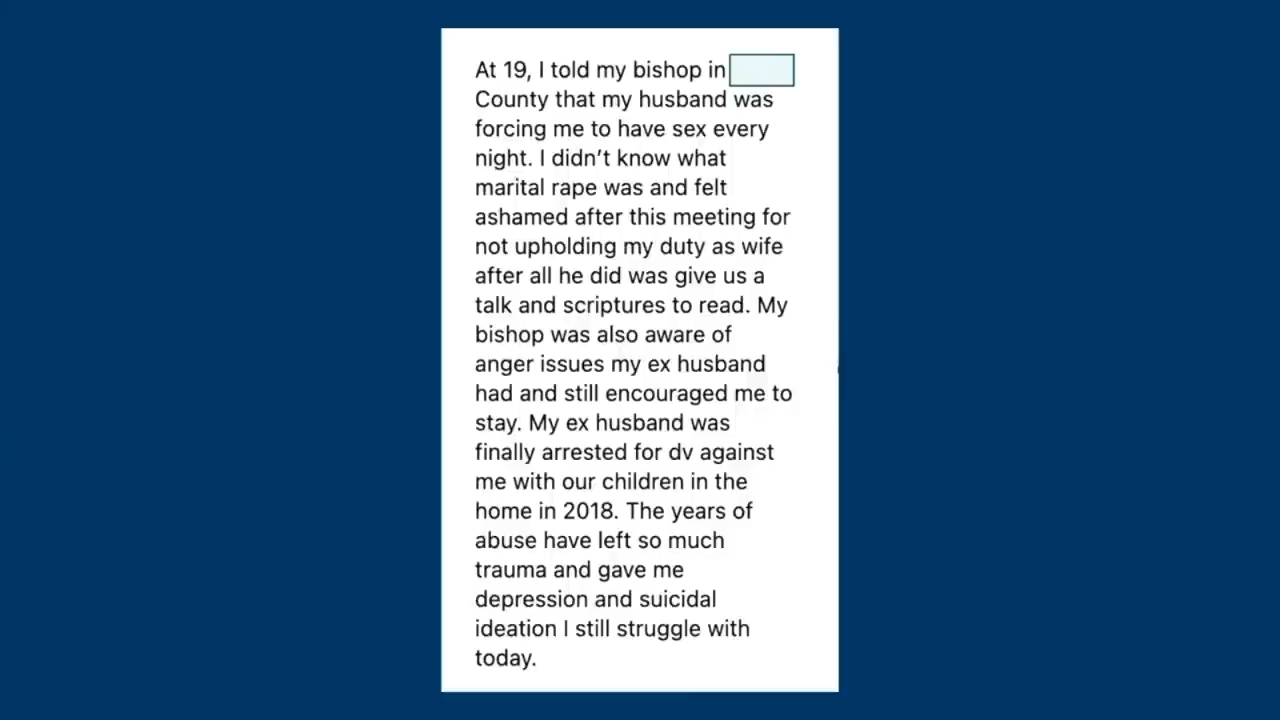 At 19, I told my bishop in
County that my husband was
forcing me to have sex every
night. I didn’t know what
marital rape was and felt
ashamed after this meeting for
not upholding my duty as wife
after all he did was give us a
talk and scriptures to read. My
bishop was also aware of
anger issues my ex husband
had and still encouraged me to
stay. My ex husband was
finally arrested for dv against
me with our children in the
home in 2018. The years of
abuse have left so much
trauma and gave me
depression and suicidal
ideation I still struggle with
today.